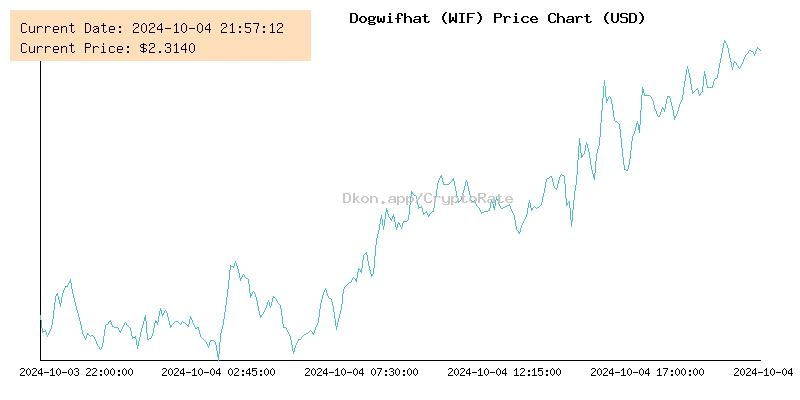 Dogwifhat (WIF) Price Chart (USD)
Current Date: 2024-10-04 21:57:12
Current Price: $2.3140
Dkon.app/CryptoRate
2024-10-03 22:00:00 2024-10-04 02:45:00 2024-10-04 07:30:00 2024-10-04 12:15:00 2024-10-04 17:00:00 2024-10-04